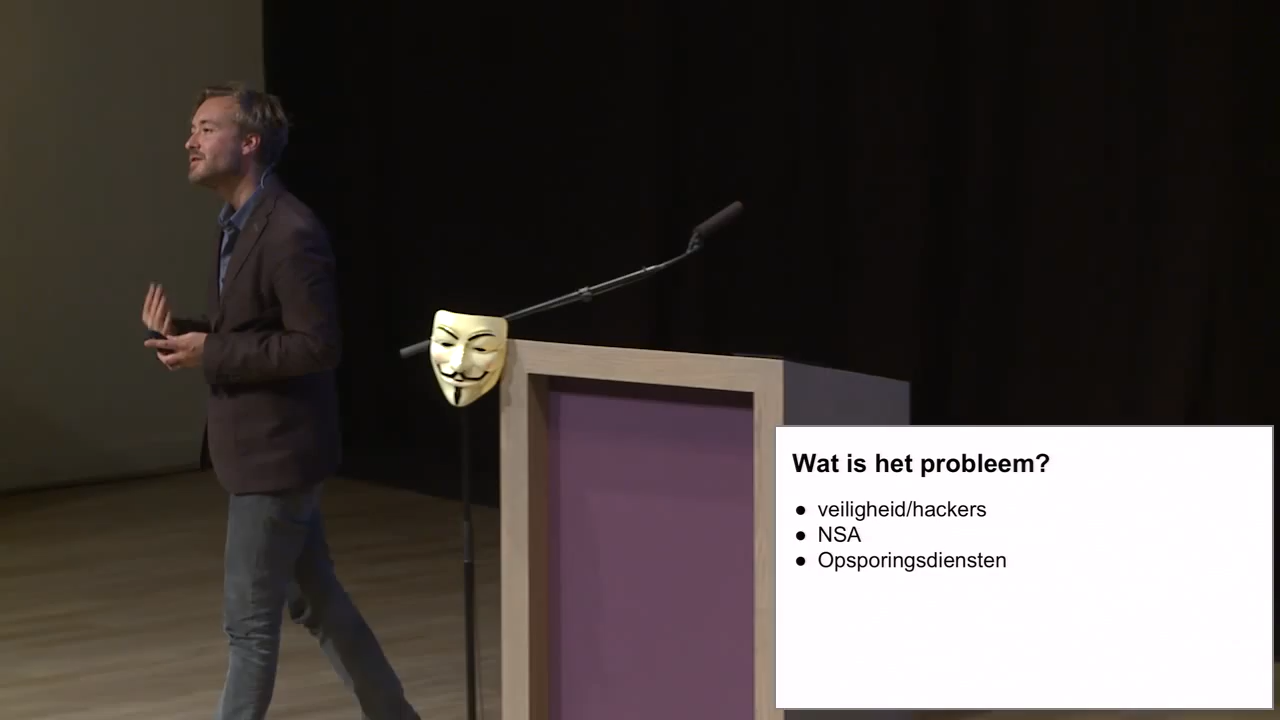 Wat is het probleem?
● veiligheid/hackers
● NSA
● Opsporingsdiensten